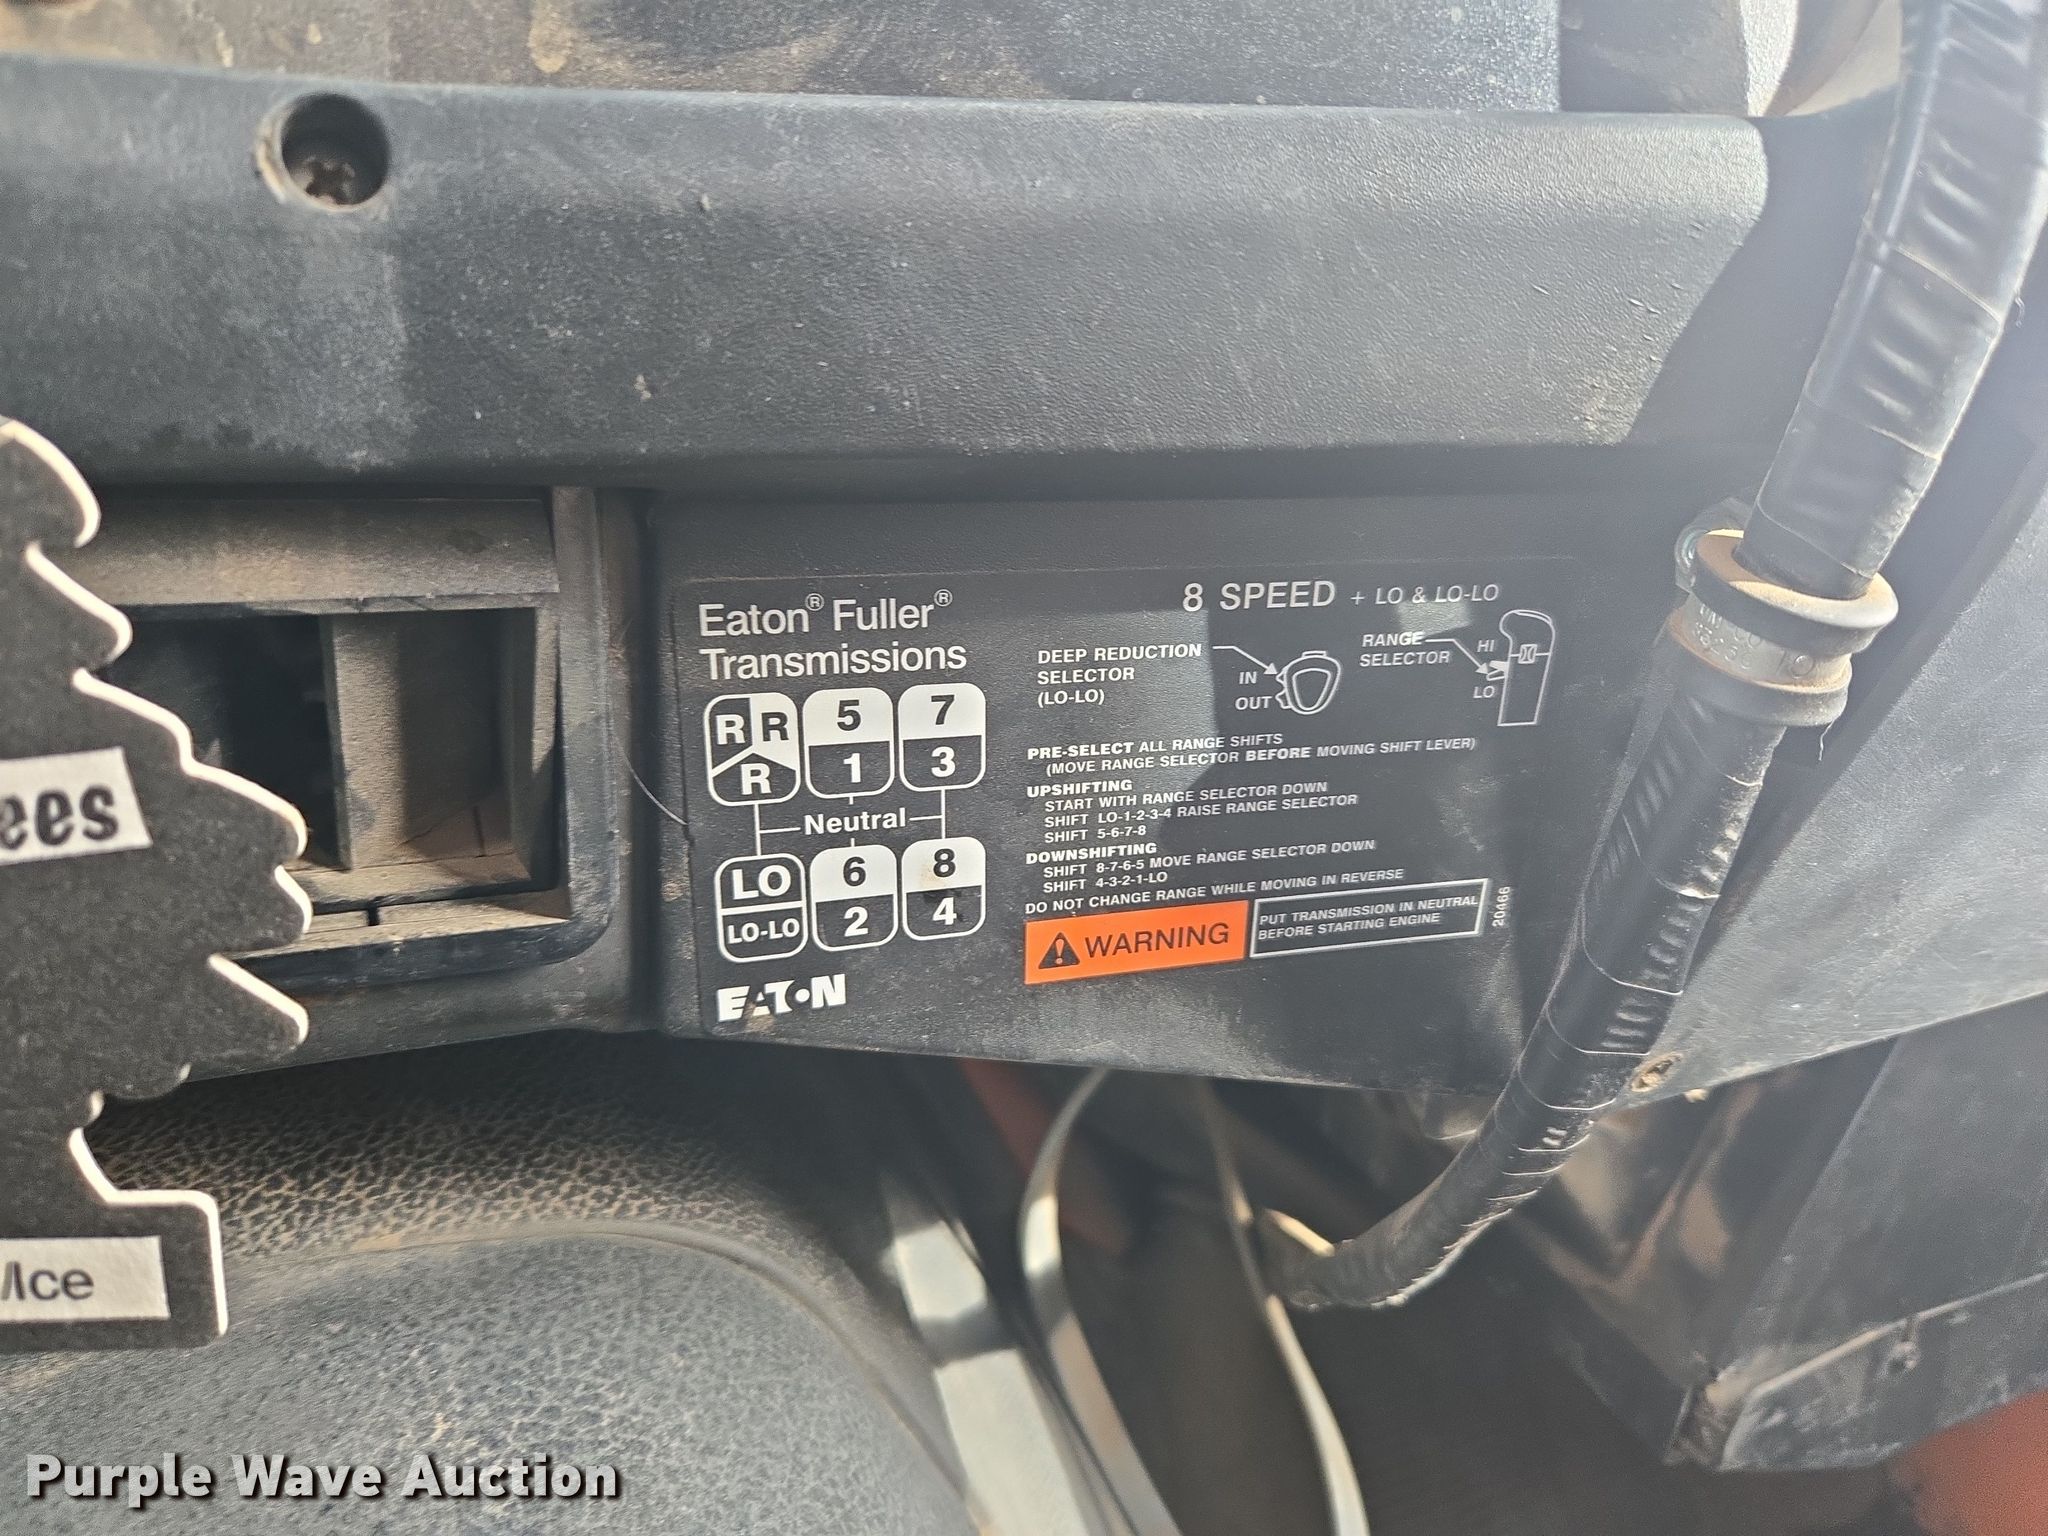 Eaton® Fuller®
Transmissions
8 SPEED + LO & LO-LO
DEEP REDUCTION
SELECTOR
(LO-LO)
IN
OUT
RANGE
SELECTOR
HI
LO
R R 5 7
R 1 3
Neutral
LO 6 8
LO-LO 2 4
PRE-SELECT ALL RANGE SHIFTS
(MOVE RANGE SELECTOR BEFORE MOVING SHIFT LEVER)
UPSHIFTING
START WITH RANGE SELECTOR DOWN
SHIFT LO-1-2-3-4 RAISE RANGE SELECTOR
SHIFT 5-6-7-8
DOWNSHIFTING
SHIFT 8-7-6-5 MOVE RANGE SELECTOR DOWN
SHIFT 4-3-2-1-LO
DO NOT CHANGE RANGE WHILE MOVING IN REVERSE
WARNING
PUT TRANSMISSION IN NEUTRAL
BEFORE STARTING ENGINE
20466
EATON
ees
/Ice
Purple Wave Auction